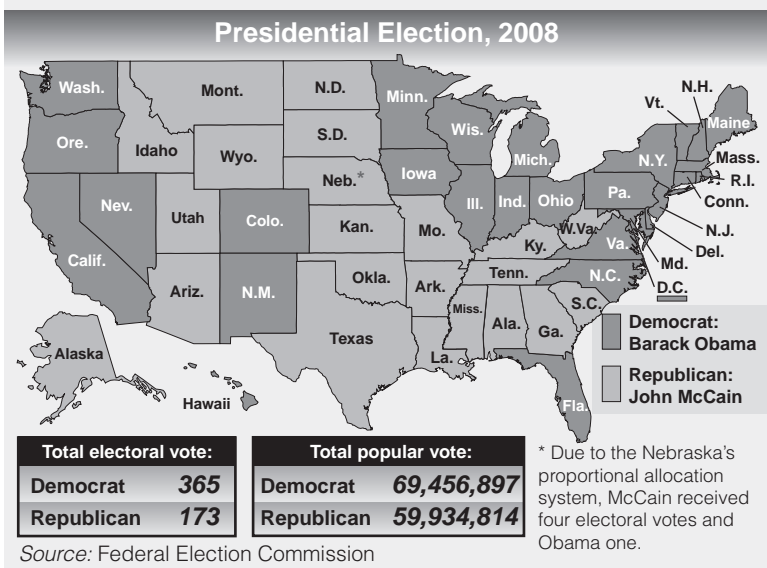 Presidential Election, 2008
Wash.
Mont.
N.D.
Minn.
N.H.
Vt.
Maine
Ore.
Idaho
S.D.
Wis.
Mich.
N.Y.
Mass.
Wyo.
R.I.
Neb.*
Iowa
Pa.
Conn.
Nev.
Utah
Colo.
Ill.
Ind.
Ohio
N.J.
Calif.
Kan.
Mo.
W.Va.
Va.
Del.
Ky.
Md.
Ariz.
N.M.
Okla.
Ark.
Tenn.
N.C.
D.C.
Miss.
Ala.
Ga.
S.C.
Texas
La.
Alaska
Hawaii
Fla.
Democrat:
Barack Obama
Republican:
John McCain
Total electoral vote:
Democrat 365
Republican 173
Total popular vote:
Democrat 69,456,897
Republican 59,934,814
* Due to the Nebraska's
proportional allocation
system, McCain received
four electoral votes and
Obama one.
Source: Federal Election Commission